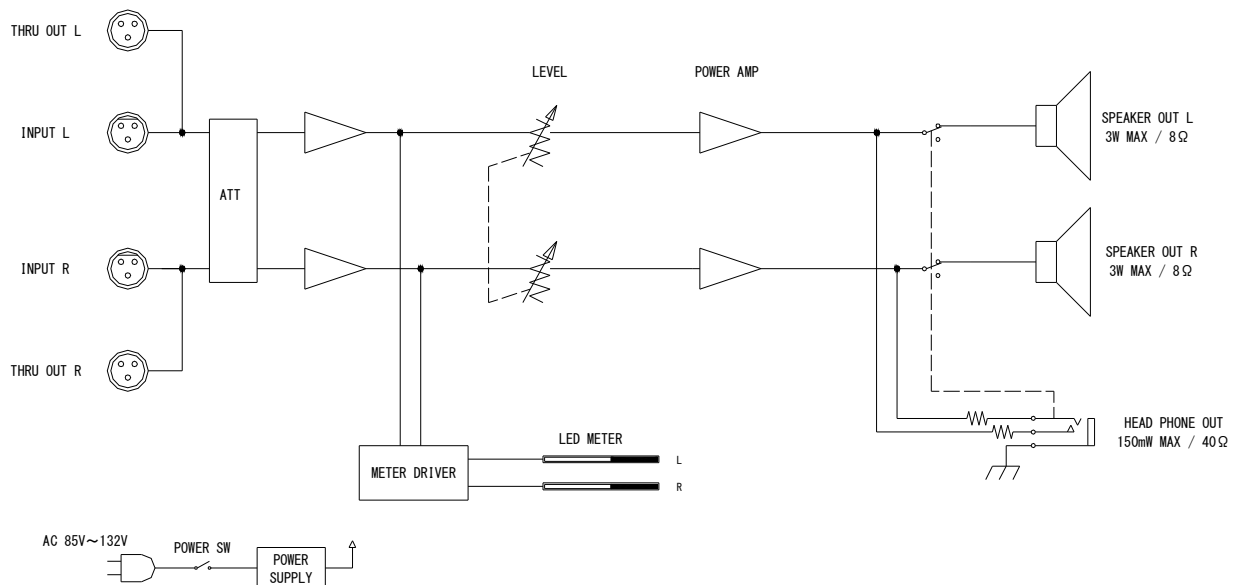 THRU OUT L
LEVEL
POWER AMP
INPUT L
SPEAKER OUT L
3W MAX / 8Ω
ATT
INPUT R
SPEAKER OUT R
3W MAX / 8Ω
THRU OUT R
HEAD PHONE OUT
150mW MAX / 40Ω
LED METER
METER DRIVER
L
R
AC 85V～132V
POWER SW
POWER
SUPPLY